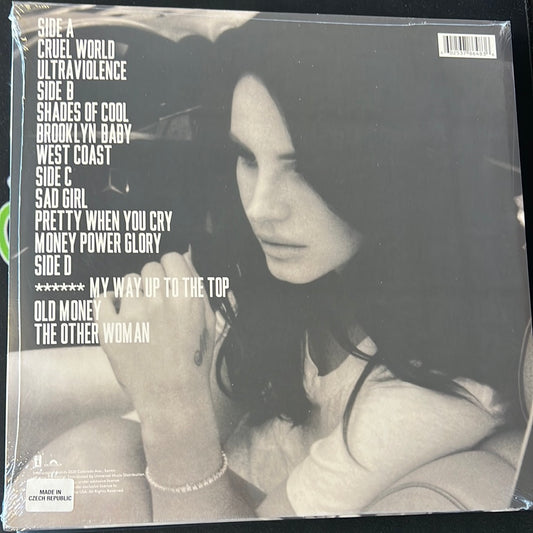 SIDE A
CRUEL WORLD
ULTRAVIOLENCE
SIDE B
SHADES OF COOL
BROOKLYN BABY
WEST COAST
SIDE C
SAD GIRL
PRETTY WHEN YOU CRY
MONEY POWER GLORY
SIDE D
****** MY WAY UP TO THE TOP
OLD MONEY
THE OTHER WOMAN
MADE IN
CZECH REPUBLIC